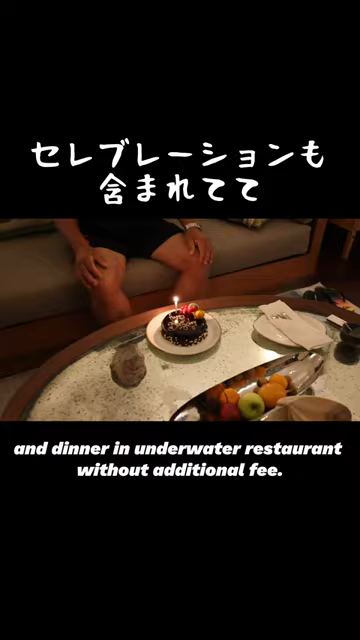 セレブレーションも
含まれてて
and dinner in underwater restaurant
without additional fee.